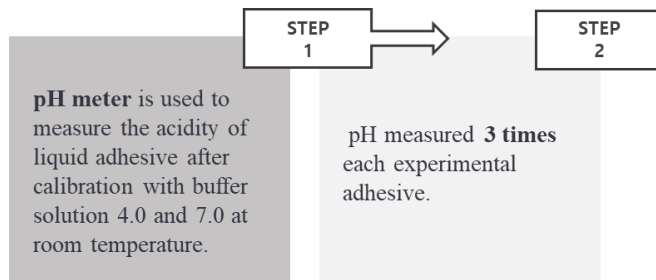 STEP
1
STEP
2
pH meter is used to
measure the acidity of
liquid adhesive after
calibration with buffer
solution 4.0 and 7.0 at
room temperature.
pH measured 3 times
each experimental
adhesive.